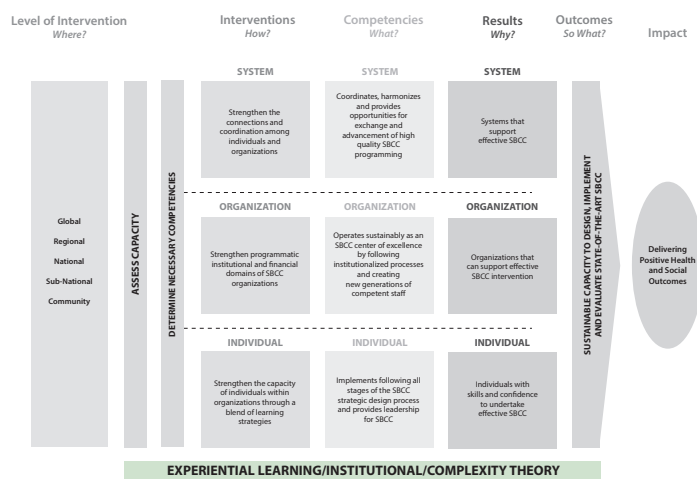 Level of Intervention
Where?
Interventions
How?
Competencies
What?
Results
Why?
Outcomes
So What?
Impact
Global
Regional
National
Sub-National
Community
ASSESS CAPACITY
DETERMINE NECESSARY COMPETENCIES
SYSTEM
Strengthen the
connections and
coordination among
individuals and
organizations
SYSTEM
Coordinates, harmonizes
and provides
opportunities for
exchange and
advancement of high
quality SBCC
programming
SYSTEM
Systems that
support
effective SBCC
ORGANIZATION
Strengthen programmatic
institutional and financial
domains of SBCC
organizations
ORGANIZATION
Operates sustainably as an
SBCC center of excellence
by following
institutionalized processes
and creating
new generations of
competent staff
ORGANIZATION
Organizations that
can support effective
SBCC intervention
INDIVIDUAL
Strengthen the capacity
of individuals within
organizations through a
blend of learning
strategies
INDIVIDUAL
Implements following all
stages of the SBCC
strategic design process
and provides leadership
for SBCC
INDIVIDUAL
Individuals with
skills and confidence
to undertake
effective SBCC
SUSTAINABLE CAPACITY TO DESIGN, IMPLEMENT
AND EVALUATE STATE-OF-THE-ART SBCC
Delivering
Positive Health
and Social
Outcomes
EXPERIENTIAL LEARNING/INSTITUTIONAL/COMPLEXITY THEORY